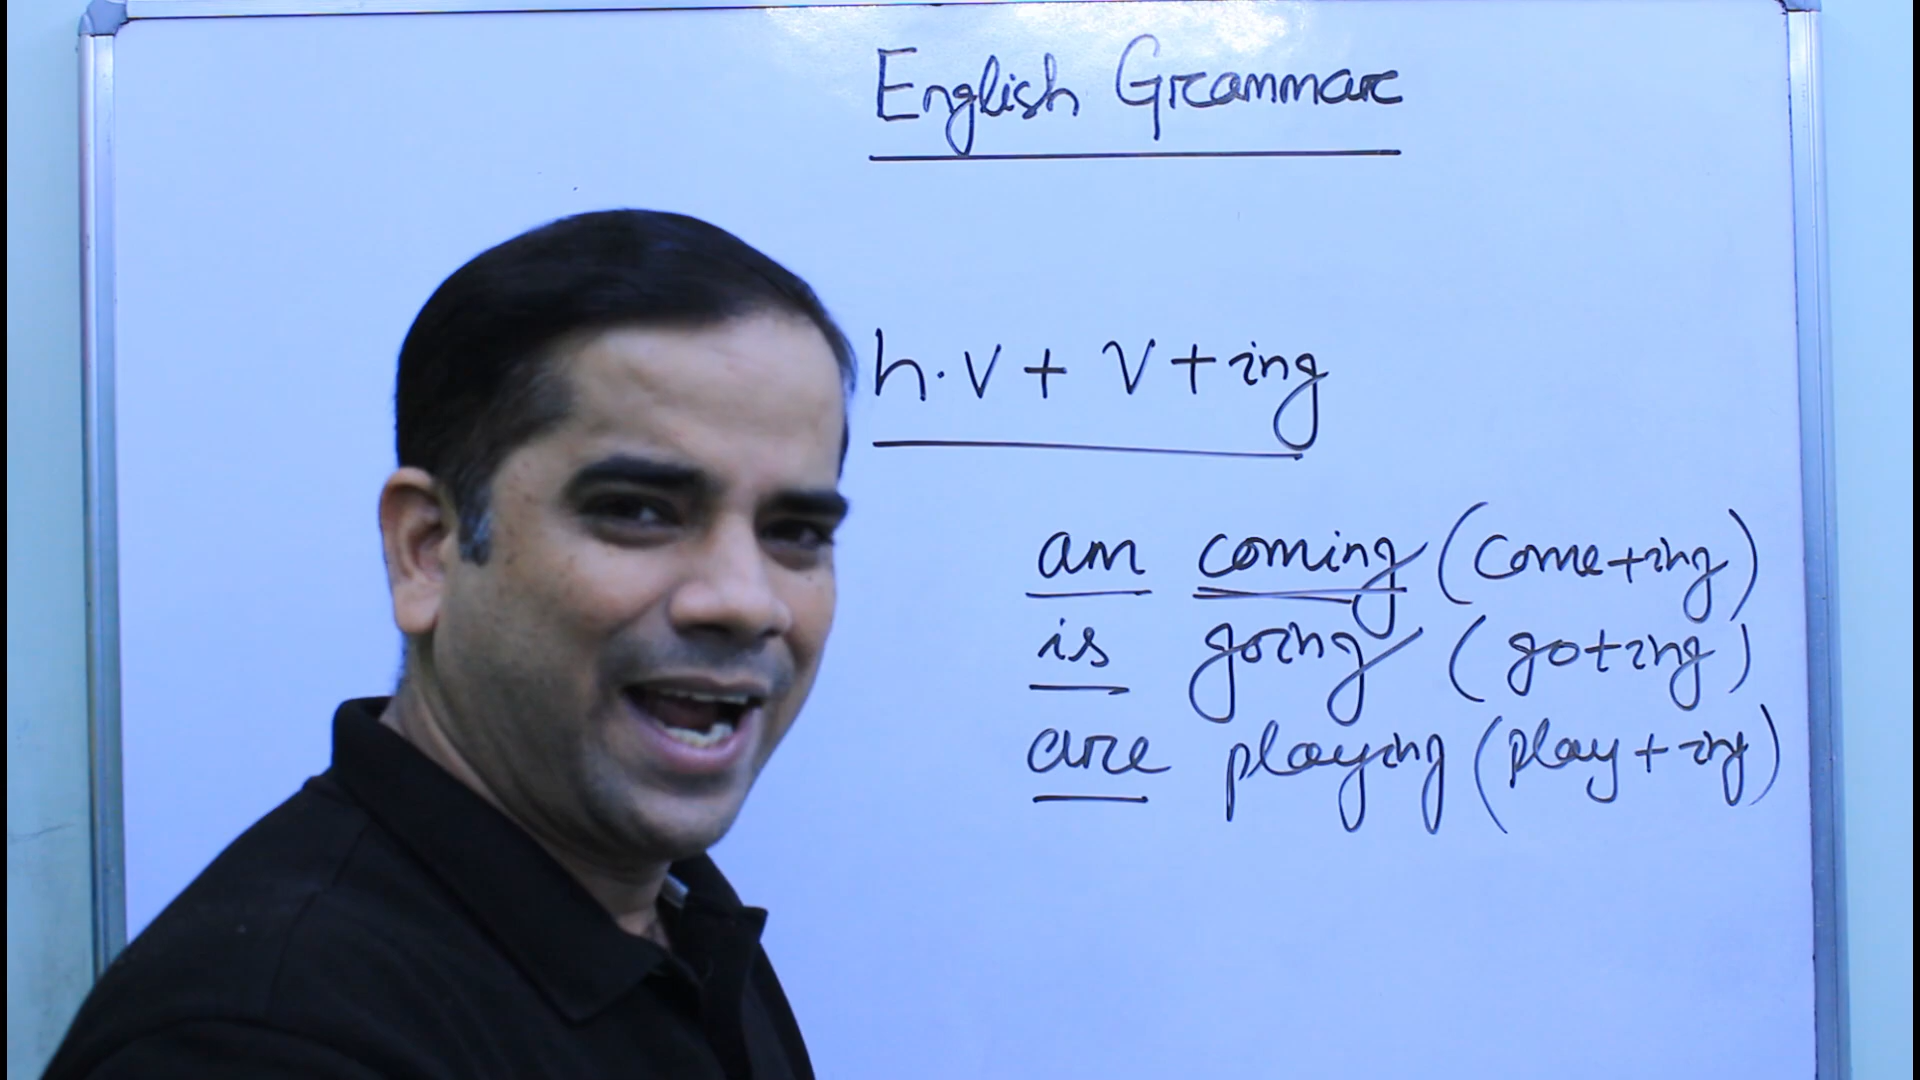 English Grammar
h.v + v + ing
am coming (come+ing)
is going (go+ing)
are playing (play + ing)